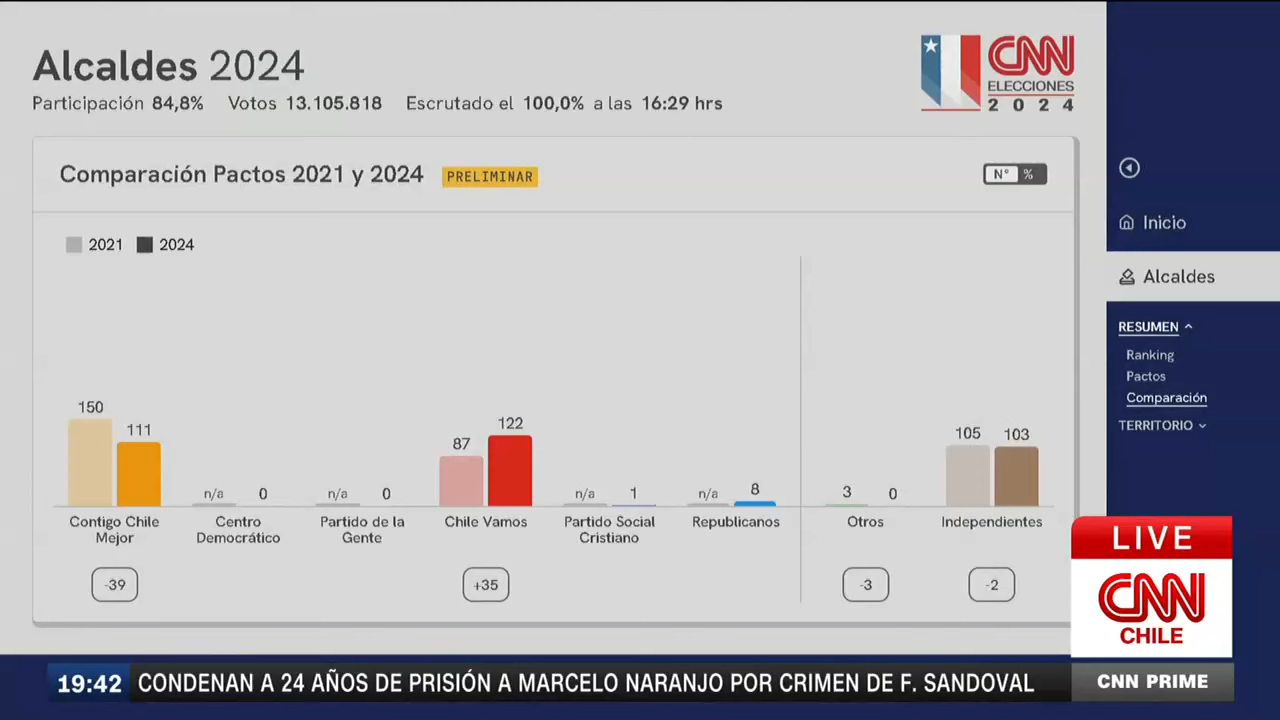 Alcaldes 2024
Participación 84,8% Votos 13.105.818 Escrutado el 100,0% a las 16:29 hrs
CNN
ELECCIONES
2024
Comparación Pactos 2021 y 2024 PRELIMINAR
N° %
2021 2024
150
111
n/a 0
n/a 0
87
122
n/a 1
n/a 8
3 0
105 103
Contigo Chile
Mejor
Centro
Democrático
Partido de la
Gente
Chile Vamos
Partido Social
Cristiano
Republicanos
Otros
Independientes
-39
+35
-3
-2
Inicio
Alcaldes
RESUMEN
Ranking
Pactos
Comparación
TERRITORIO
LIVE
CNN
CHILE
19:42 CONDENAN A 24 AÑOS DE PRISIÓN A MARCELO NARANJO POR CRIMEN DE F. SANDOVAL
CNN PRIME